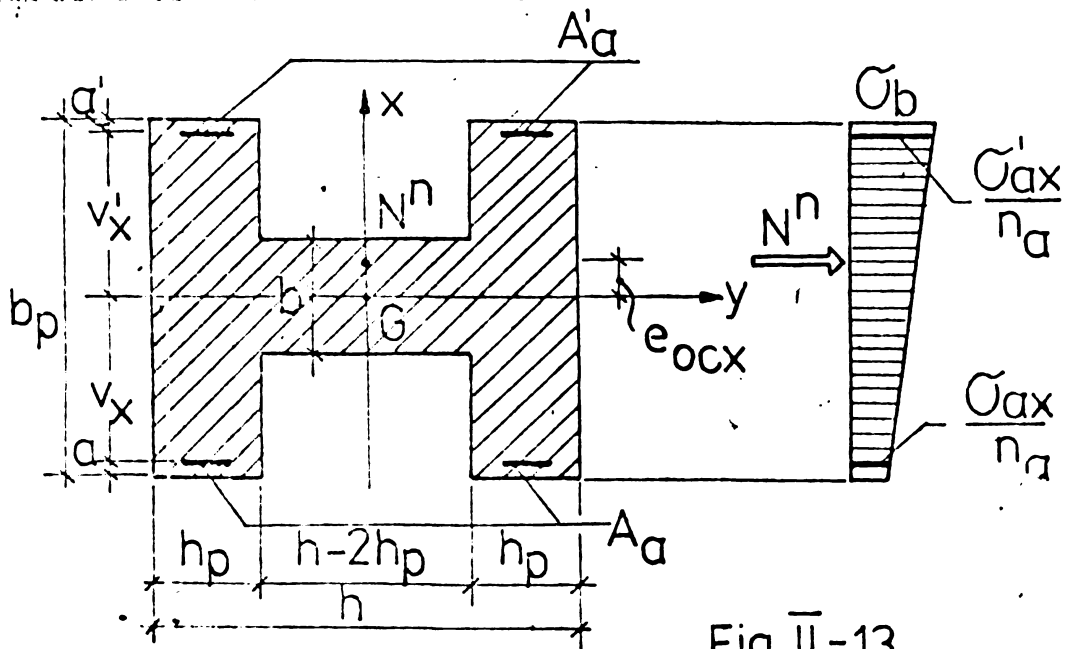 A'a
a'
x
σb
σ'ax
na
v'x
Nⁿ
Nⁿ
bp
b
G
y
eocx
vx
a
σax
na
Aa
hp
h-2hp
hp
h
Fig II-13